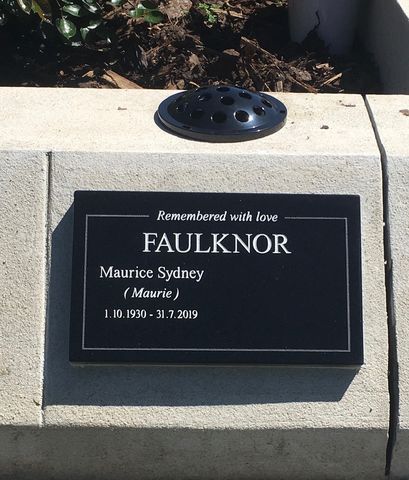 Remembered with love
FAULKNOR
Maurice Sydney
( Maurie )
1.10.1930 - 31.7.2019